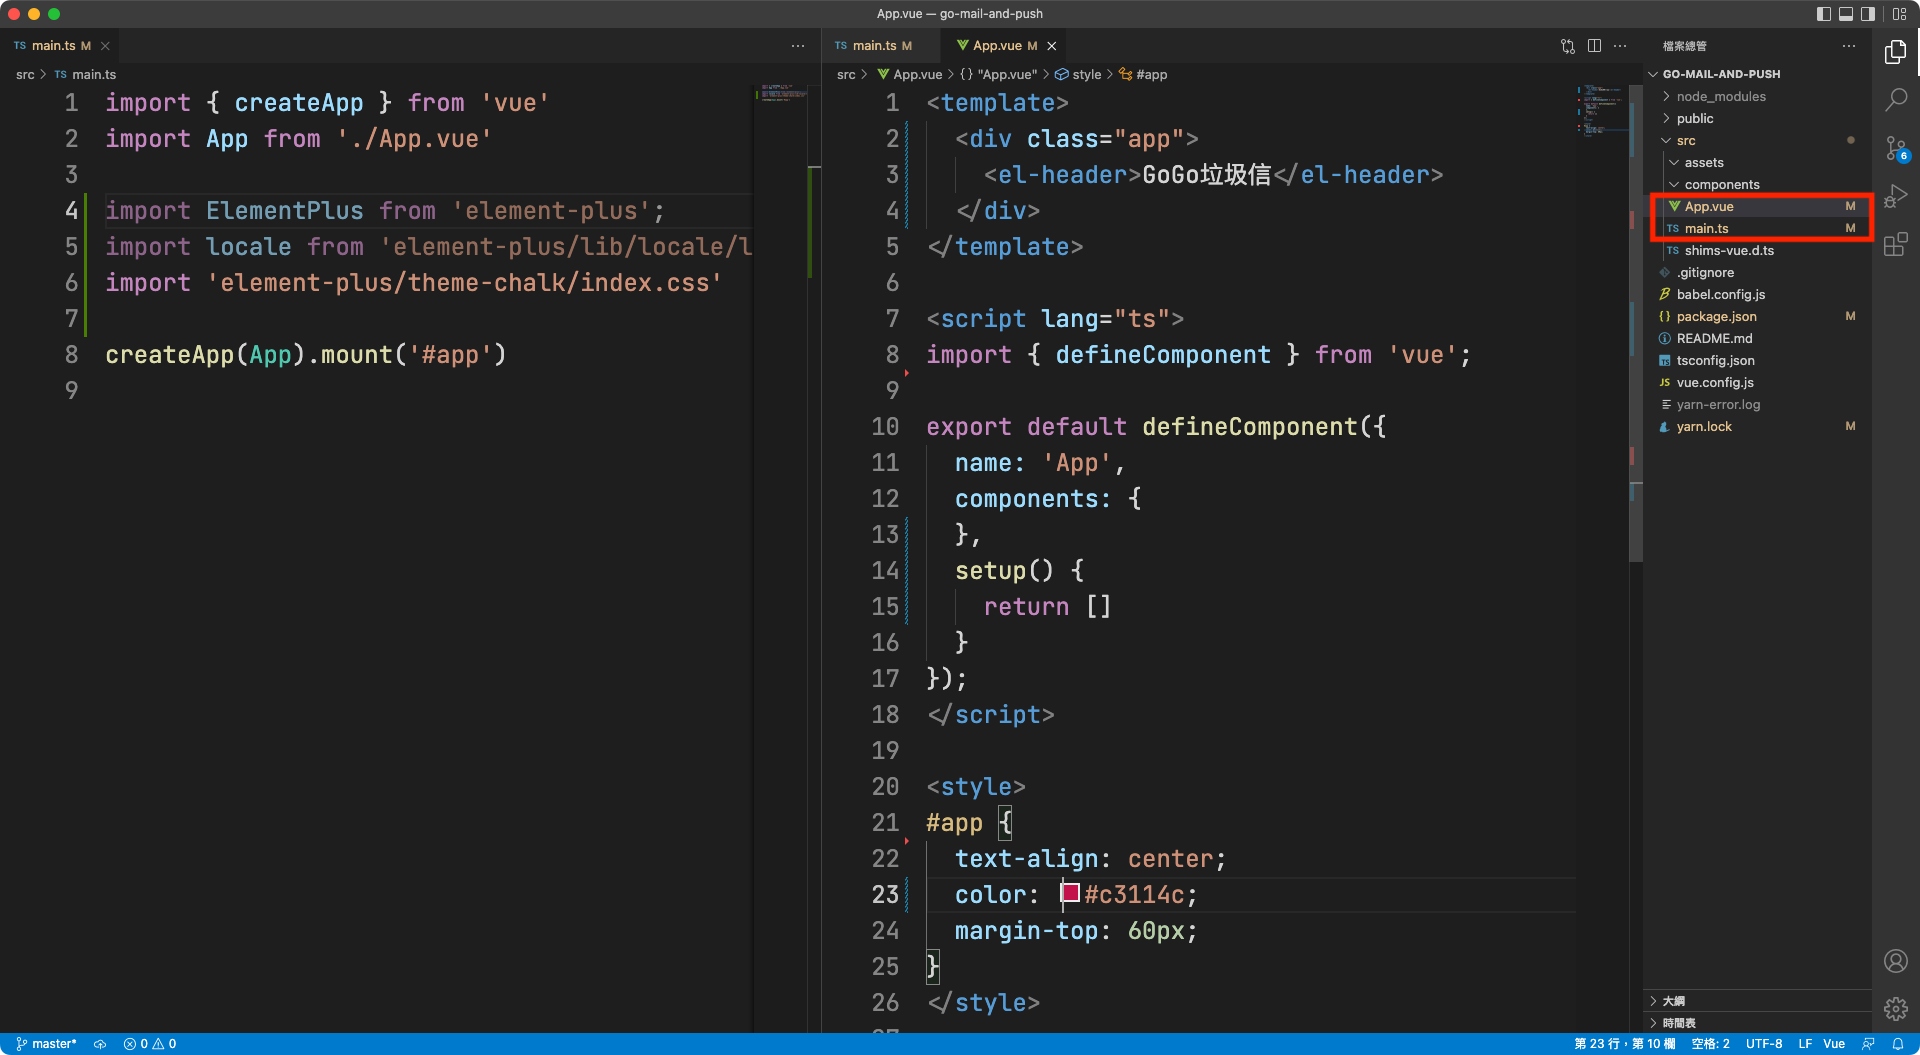 App.vue — go-mail-and-push
TS main.ts M
src > TS main.ts
1 import { createApp } from 'vue'
2 import App from './App.vue'
3
4 import ElementPlus from 'element-plus';
5 import locale from 'element-plus/lib/locale/l
6 import 'element-plus/theme-chalk/index.css'
7
8 createApp(App).mount('#app')
9
TS main.ts M
App.vue M
src > App.vue > {} "App.vue" > style > #app
1 <template>
2 <div class="app">
3 <el-header>GoGo垃圾信</el-header>
4 </div>
5 </template>
6
7 <script lang="ts">
8 import { defineComponent } from 'vue';
9
10 export default defineComponent({
11 name: 'App',
12 components: {
13 },
14 setup() {
15 return []
16 }
17 });
18 </script>
19
20 <style>
21 #app {
22 text-align: center;
23 color: #c3114c;
24 margin-top: 60px;
25 }
26 </style>
檔案總管
GO-MAIL-AND-PUSH
node_modules
public
src
assets
components
App.vue M
TS main.ts M
TS shims-vue.d.ts
.gitignore
babel.config.js
{} package.json M
README.md
tsconfig.json
JS vue.config.js
yarn-error.log
yarn.lock M
大綱
時間表
6
master* 0 0
第 23 行，第 10 欄 空格: 2 UTF-8 LF Vue